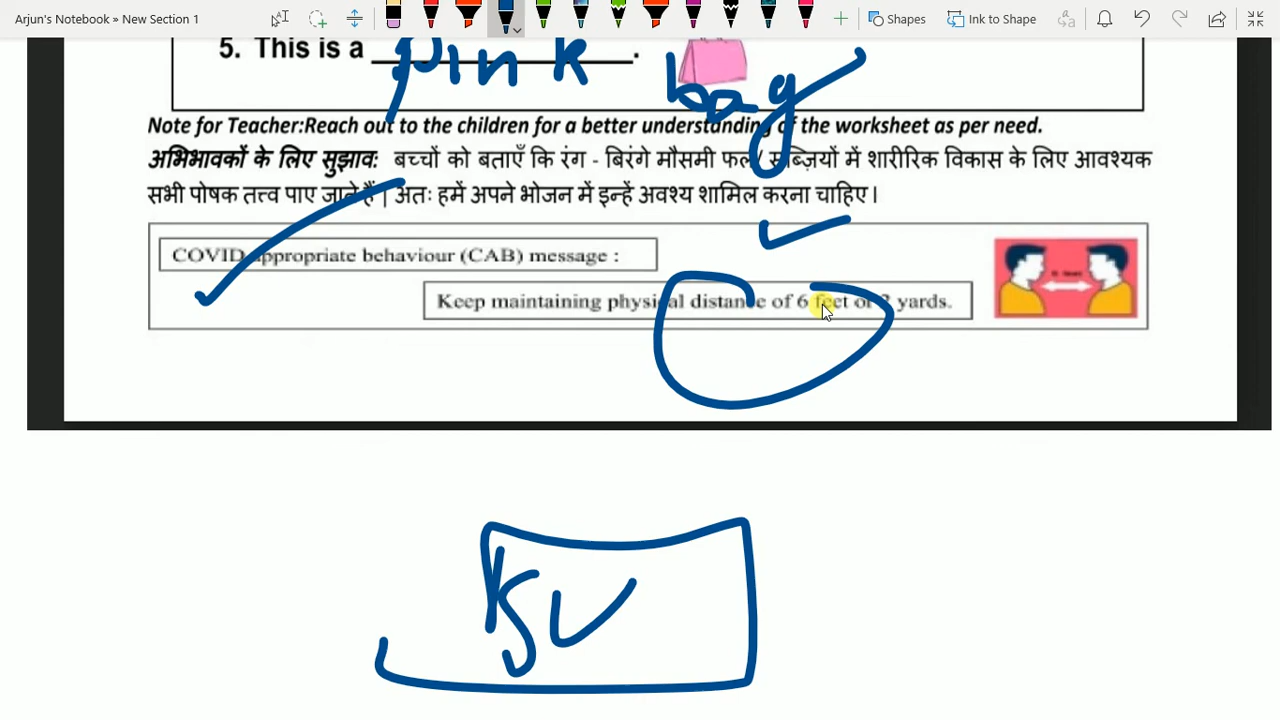 Arjun's Notebook » New Section 1
Shapes
Ink to Shape
5. This is a pink.
bag
Note for Teacher:Reach out to the children for a better understanding of the worksheet as per need.
अभिभावकों के लिए सुझावः बच्चों को बताएँ कि रंग - बिरंगे मौसमी फल/ सब्ज़ियों में शारीरिक विकास के लिए आवश्यक
सभी पोषक तत्त्व पाए जाते हैं | अतः हमें अपने भोजन में इन्हें अवश्य शामिल करना चाहिए ।
COVID appropriate behaviour (CAB) message :
Keep maintaining physical distance of 6 feet or 2 yards.